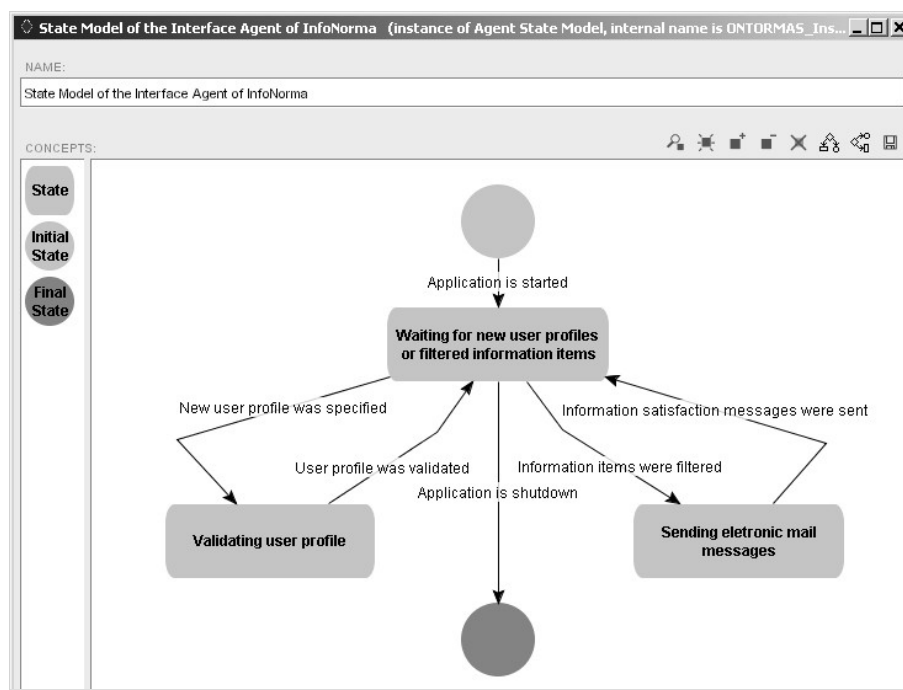 State Model of the Interface Agent of InfoNorma (instance of Agent State Model, internal name is ONTORMAS_Ins...
NAME:
State Model of the Interface Agent of InfoNorma
CONCEPTS:
State
Initial
State
Final
State
Application is started
Waiting for new user profiles
or filtered information items
New user profile was specified
Information satisfaction messages were sent
User profile was validated
Information items were filtered
Application is shutdown
Validating user profile
Sending eletronic mail
messages